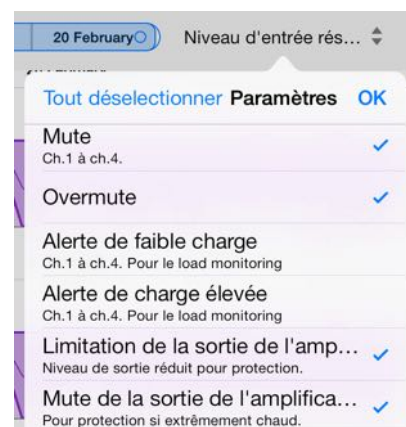 20 February
Niveau d'entrée rés...
Tout déselectionner Paramètres OK
Mute
Ch.1 à ch.4.
Overmute
Alerte de faible charge
Ch.1 à ch.4. Pour le load monitoring
Alerte de charge élevée
Ch.1 à ch.4. Pour le load monitoring
Limitation de la sortie de l'amp...
Niveau de sortie réduit pour protection.
Mute de la sortie de l'amplifica...
Pour protection si extrêmement chaud.